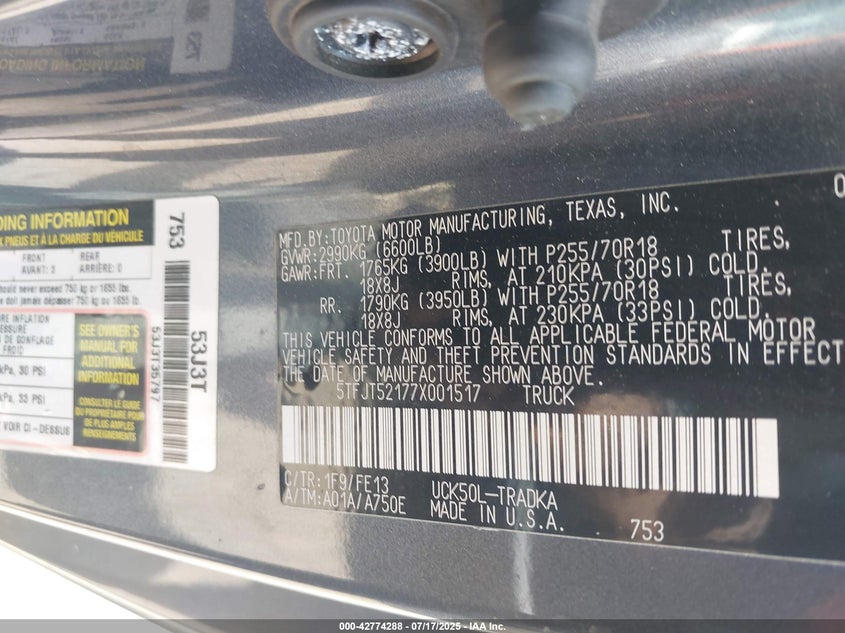 DING INFORMATION
X PNEUS ET À LA CHARGE DU VÉHICULE
FRONT
AVANT: 3
REAR
ARRIÈRE: 0
should never exceed 750 kg or 1655 lbs.
e doit jamais dépasser 750 kg ou 1655 lb.
RE INFLATION
DE GONFLAGE
FROID
kPa, 30 PSI
kPa, 33 PSI
T VOIR CI-DESSUS
SEE OWNER'S
MANUAL FOR
ADDITIONAL
INFORMATION
CONSULTER LE GUIDE
DU PROPRIÉTAIRE
POUR DE PLUS
AMPLES
RENSEIGNEMENTS
753
53J3T
53J3T35797
MFD.BY:TOYOTA MOTOR MANUFACTURING, TEXAS, INC.
GVWR:2990KG (6600LB)
GAWR:FRT. 1765KG (3900LB) WITH P255/70R18 TIRES,
18X8J RIMS, AT 210KPA (30PSI) COLD.
RR. 1790KG (3950LB) WITH P255/70R18 TIRES,
18X8J RIMS, AT 230KPA (33PSI) COLD.
THIS VEHICLE CONFORMS TO ALL APPLICABLE FEDERAL MOTOR
VEHICLE SAFETY AND THEFT PREVENTION STANDARDS IN EFFECT
THE DATE OF MANUFACTURE SHOWN ABOVE.
5TFJT52177X001517 TRUCK
C/TR:1F9/FE13 UCK50L-TRADKA
A/TM:A01A/A750E MADE IN U.S.A.
753
000-42774288 - 07/17/2025 - IAA Inc.